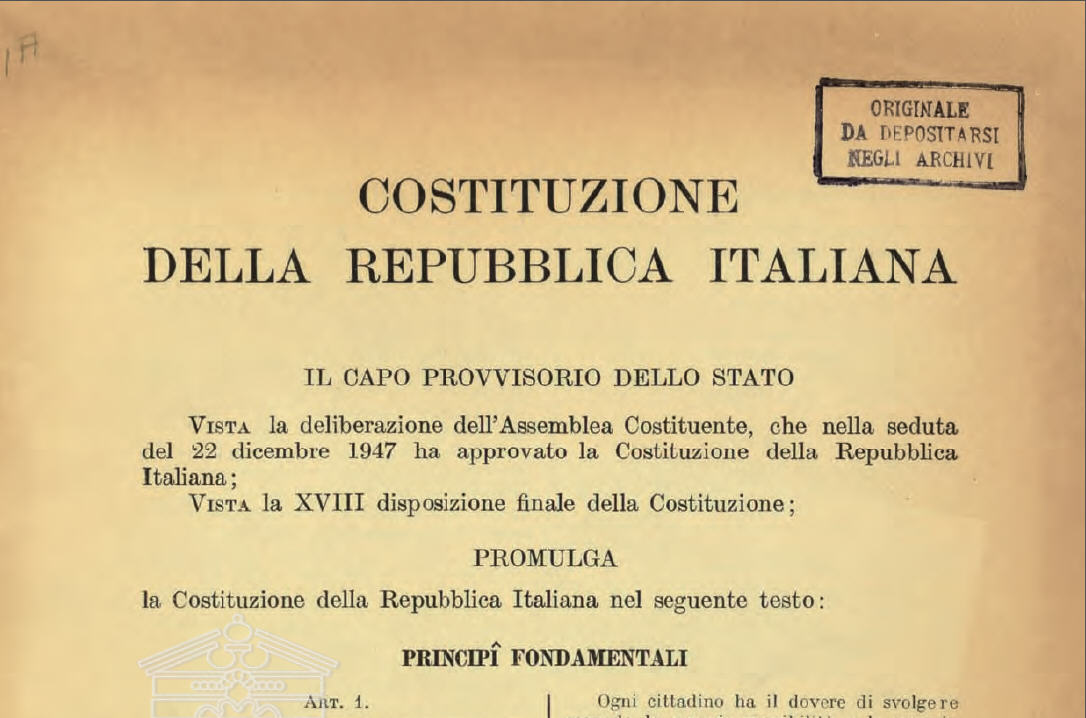 1A
ORIGINALE
DA DEPOSITARSI
NEGLI ARCHIVI
COSTITUZIONE
DELLA REPUBBLICA ITALIANA
IL CAPO PROVVISORIO DELLO STATO
VISTA la deliberazione dell'Assemblea Costituente, che nella seduta
del 22 dicembre 1947 ha approvato la Costituzione della Repubblica
Italiana;
VISTA la XVIII disposizione finale della Costituzione;
PROMULGA
la Costituzione della Repubblica Italiana nel seguente testo:
PRINCIPÎ FONDAMENTALI
ART. 1.
Ogni cittadino ha il dovere di svolgere